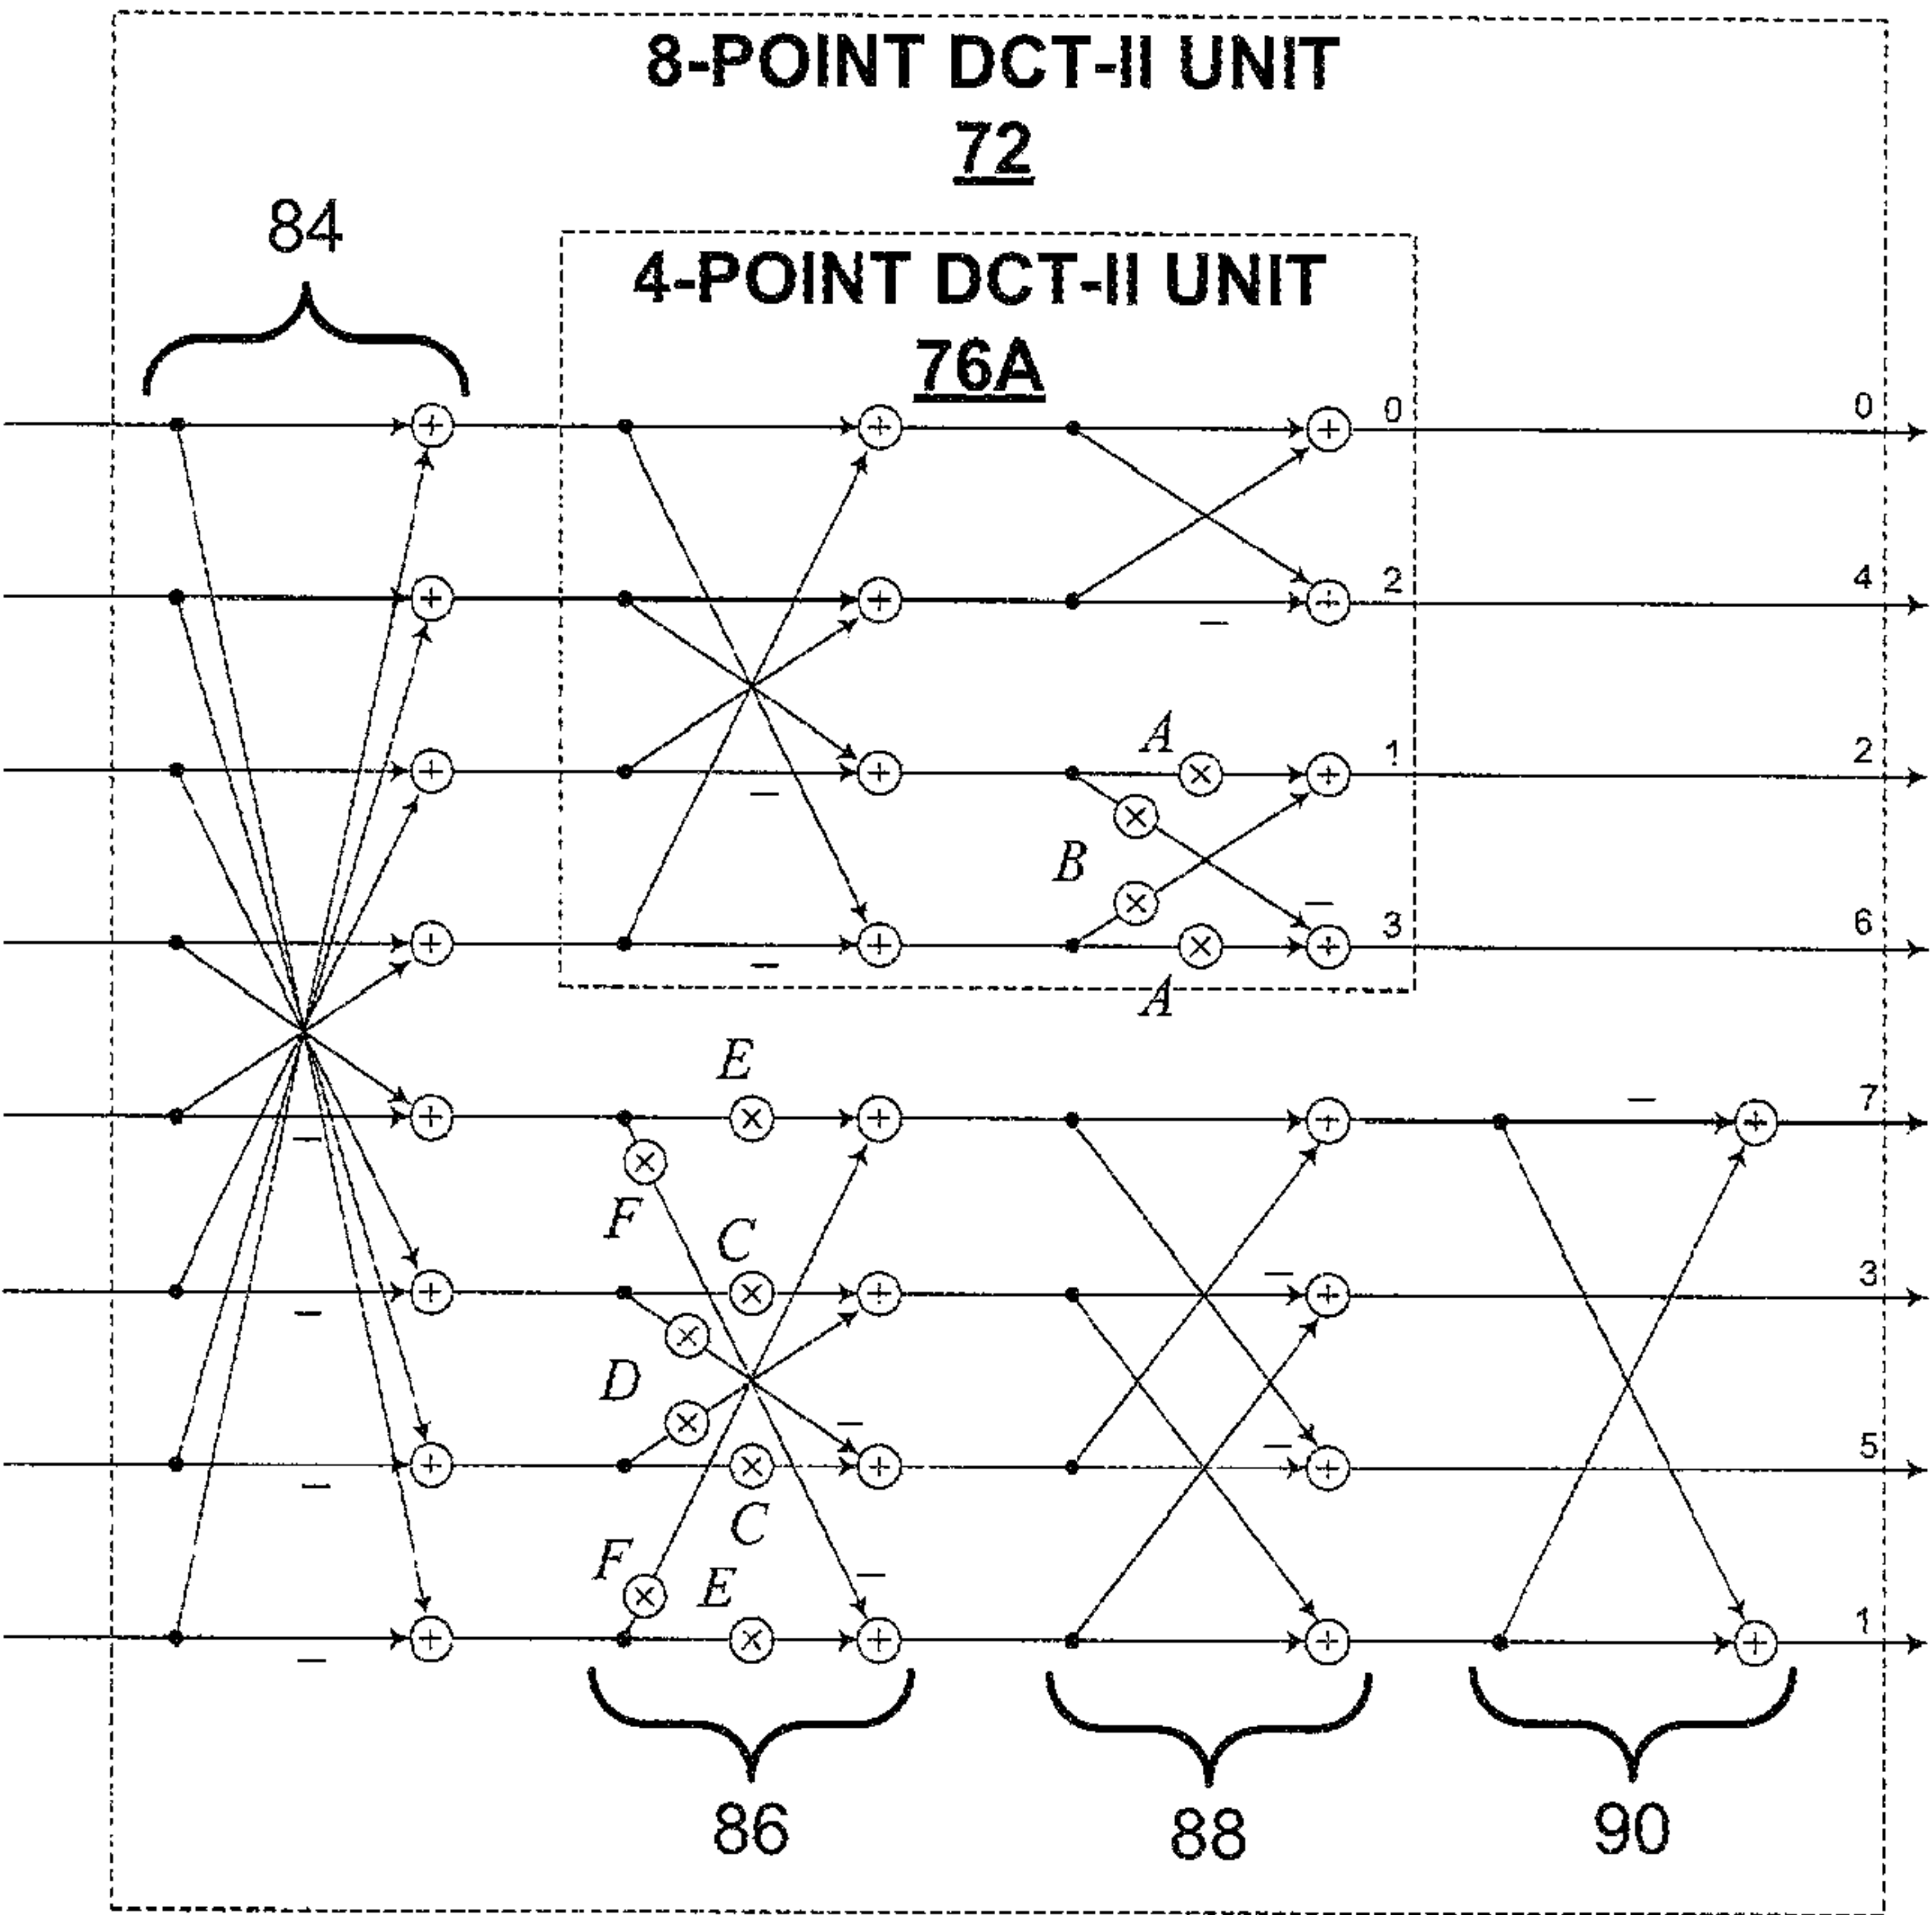 8-POINT DCT-II UNIT
72
84
4-POINT DCT-II UNIT
76A
0 0
2 4
A
1 2
B
3 6
A
E
7
F
C
3
D
5
C
F
E
1
86 88 90